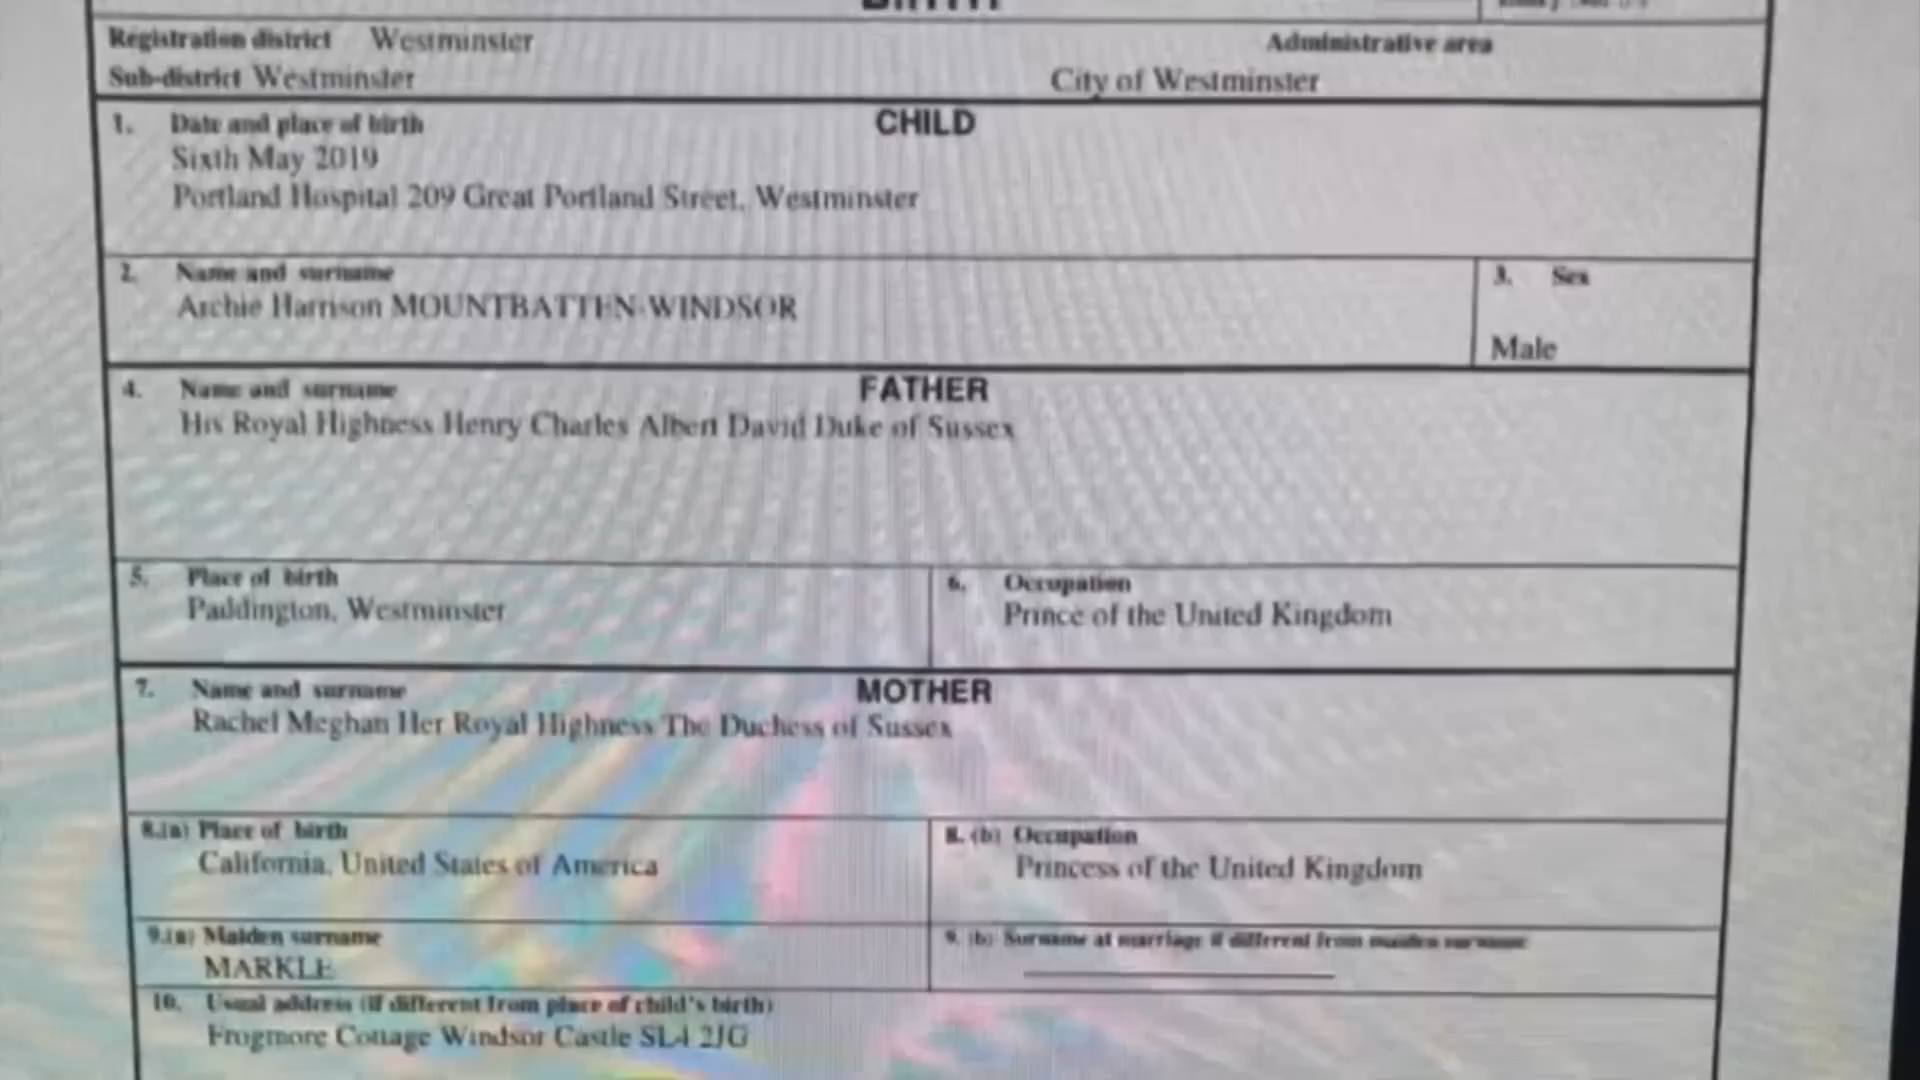 BIRTH
Registration district Westminster
Administrative area
Sub-district Westminster
City of Westminster
1. Date and place of birth
CHILD
Sixth May 2019
Portland Hospital 209 Great Portland Street, Westminster
2. Name and surname
3. Sex
Archie Harrison MOUNTBATTEN-WINDSOR
Male
4. Name and surname
FATHER
His Royal Highness Henry Charles Albert David Duke of Sussex
5. Place of birth
6. Occupation
Paddington, Westminster
Prince of the United Kingdom
7. Name and surname
MOTHER
Rachel Meghan Her Royal Highness The Duchess of Sussex
8.(a) Place of birth
8. (b) Occupation
California, United States of America
Princess of the United Kingdom
9.(a) Maiden surname
9. (b) Surname at marriage if different from maiden surname
MARKLE
10. Usual address (if different from place of child's birth)
Frogmore Cottage Windsor Castle SL4 2JG